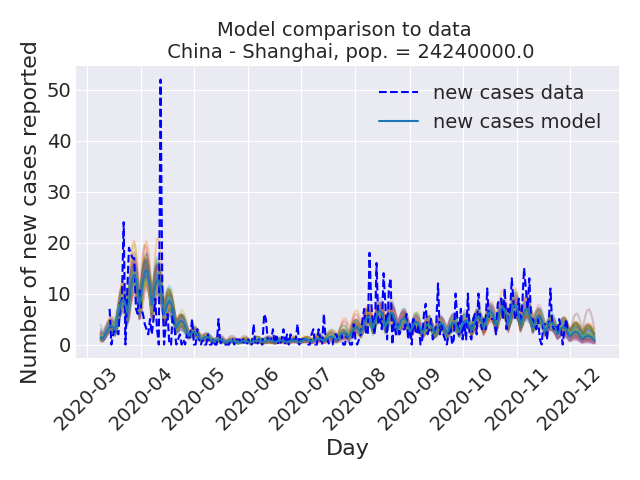 Model comparison to data
China - Shanghai, pop. = 24240000.0
Number of new cases reported
50
40
30
20
10
0
new cases data
new cases model
2020-03
2020-04
2020-05
2020-06
2020-07
2020-08
2020-09
2020-10
2020-11
2020-12
Day